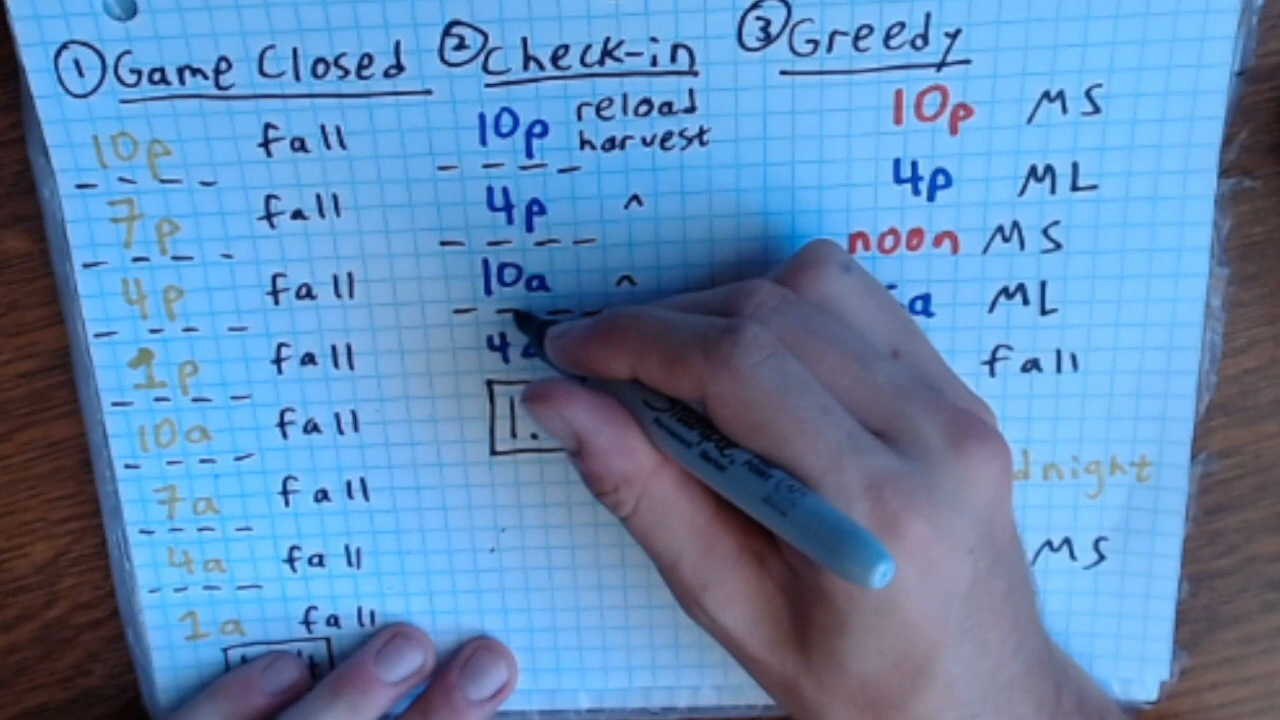 ① Game Closed
10p fall
7p fall
4p fall
1p fall
10a fall
7a fall
4a fall
1a fall
② Check-in
10p reload
harvest
4p ^
10a ^
1.
③ Greedy
10p MS
4p ML
noon MS
ML
fall
MS
Sharpie